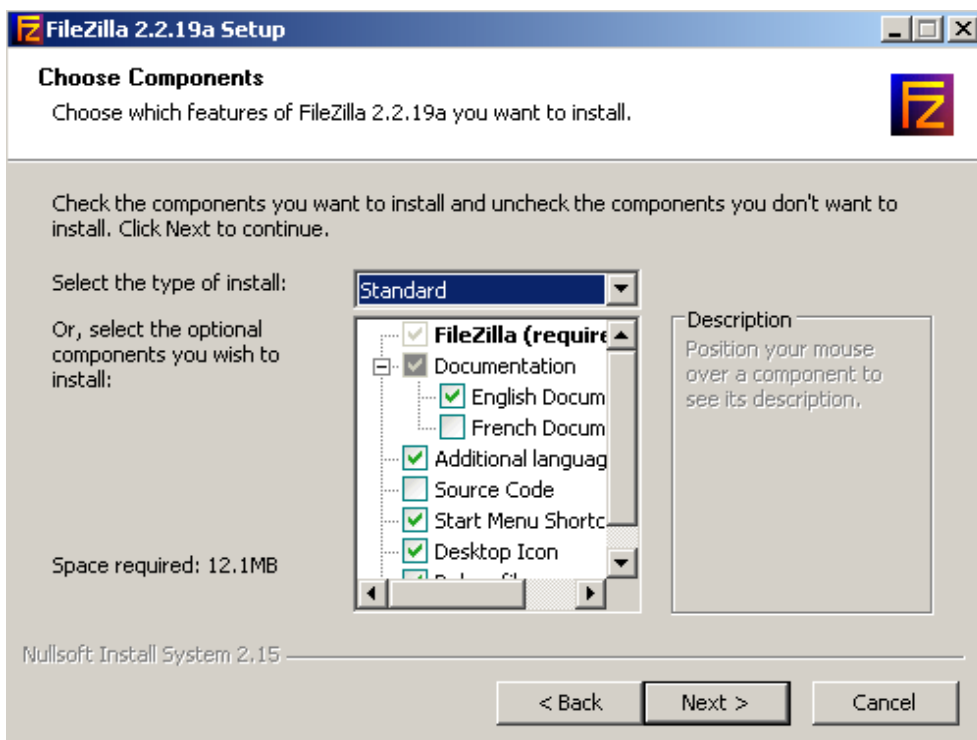 FileZilla 2.2.19a Setup
Choose Components
Choose which features of FileZilla 2.2.19a you want to install.
FZ
Check the components you want to install and uncheck the components you don't want to
install. Click Next to continue.
Select the type of install:
Standard
Or, select the optional
components you wish to
install:
FileZilla (require
Documentation
English Docum
French Docum
Additional languag
Source Code
Start Menu Shortc
Desktop Icon
Description
Position your mouse
over a component to
see its description.
Space required: 12.1MB
Nullsoft Install System 2.15
< Back
Next >
Cancel